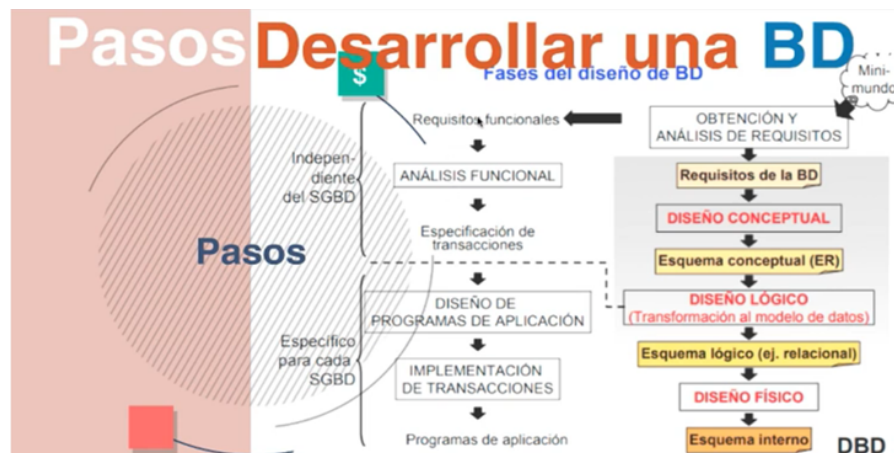 Pasos Desarrollar una BD
$
Fases del diseño de BD
Mini-
mundo
Requisitos funcionales
OBTENCIÓN Y
ANÁLISIS DE REQUISITOS
Indepen-
diente
del SGBD
ANÁLISIS FUNCIONAL
Requisitos de la BD
DISEÑO CONCEPTUAL
Especificación de
transacciones
Pasos
Esquema conceptual (ER)
DISEÑO DE
PROGRAMAS DE APLICACIÓN
DISEÑO LÓGICO
(Transformación al modelo de datos)
Específico
para cada
SGBD
Esquema lógico (ej. relacional)
IMPLEMENTACIÓN
DE TRANSACCIONES
DISEÑO FÍSICO
Programas de aplicación
Esquema interno
DBD